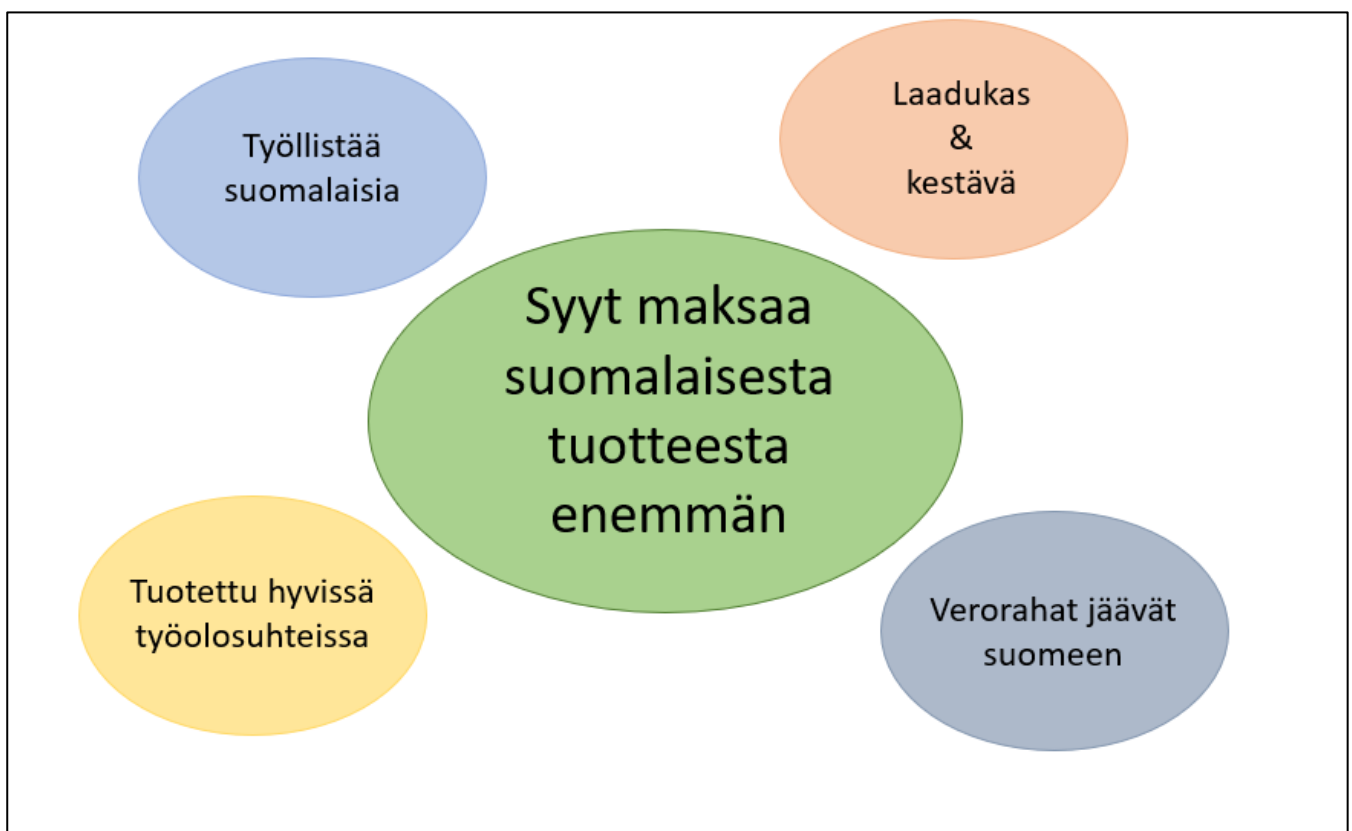 Työllistää
suomalaisia
Laadukas
&
kestävä
Syyt maksaa
suomalaisesta
tuotteesta
enemmän
Tuotettu hyvissä
työolosuhteissa
Verorahat jäävät
suomeen